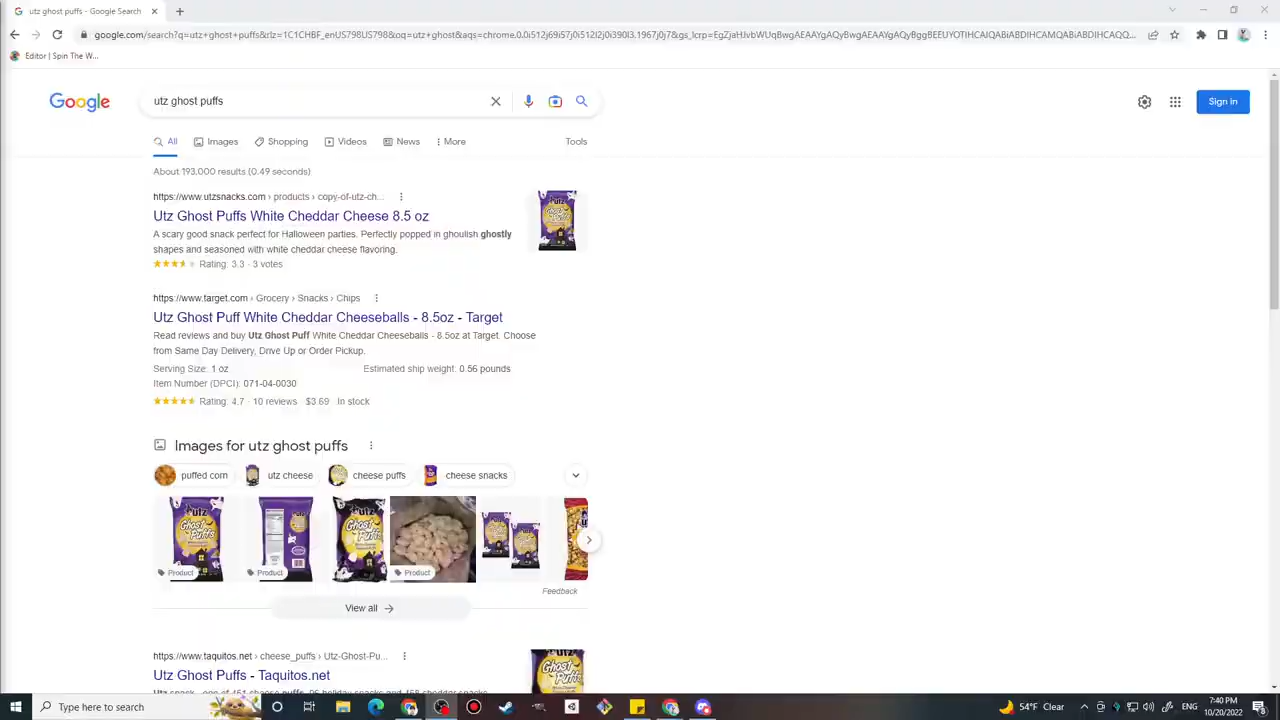 utz ghost puffs - Google Search
google.com/search?q=utz+ghost+puffs&rlz=1C1CHBF_enUS798US798&oq=utz+ghost&aqs=chrome.0.0i512j69i57j0i512l2j0i390l3.1967j0j7&gs_lcrp=
Editor | Spin The W...
Google
utz ghost puffs
Sign in
All Images Shopping Videos News More Tools
About 193,000 results (0.49 seconds)
https://www.utzsnacks.com › products › copy-of-utz-ch...
Utz Ghost Puffs White Cheddar Cheese 8.5 oz
A scary good snack perfect for Halloween parties. Perfectly popped in ghoulish ghostly
shapes and seasoned with white cheddar cheese flavoring.
Rating: 3.3 · 3 votes
https://www.target.com › Grocery › Snacks › Chips
Utz Ghost Puff White Cheddar Cheeseballs - 8.5oz - Target
Read reviews and buy Utz Ghost Puff White Cheddar Cheeseballs - 8.5oz at Target. Choose
from Same Day Delivery, Drive Up or Order Pickup.
Serving Size: 1 oz Estimated ship weight: 0.56 pounds
Item Number (DPCI): 071-04-0030
Rating: 4.7 · 10 reviews · $3.69 · In stock
Images for utz ghost puffs
puffed corn utz cheese cheese puffs cheese snacks
utz
Ghost
Puffs
Product Product Product
Feedback
View all
https://www.taquitos.net › cheese_puffs › Utz-Ghost-Pu...
Utz Ghost Puffs - Taquitos.net
Ghost
Puffs
Type here to search
54°F Clear
ENG
7:40 PM
10/20/2022